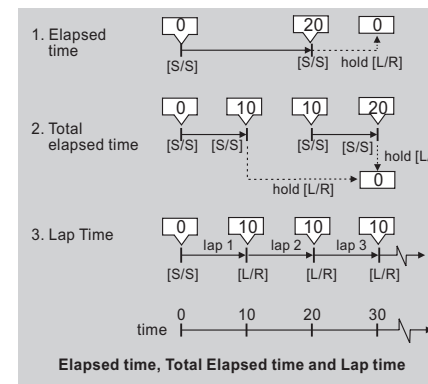 0 20 0
1. Elapsed
time
[S/S] [S/S] hold [L/R]
0 10 10 20
2. Total
elapsed time
[S/S] [S/S] [S/S] [S/S]
hold [L/
hold [L/R] 0
0 10 10 10
3. Lap Time
lap 1 lap 2 lap 3
[S/S] [L/R] [L/R] [L/R]
0 10 20 30
time
Elapsed time, Total Elapsed time and Lap time